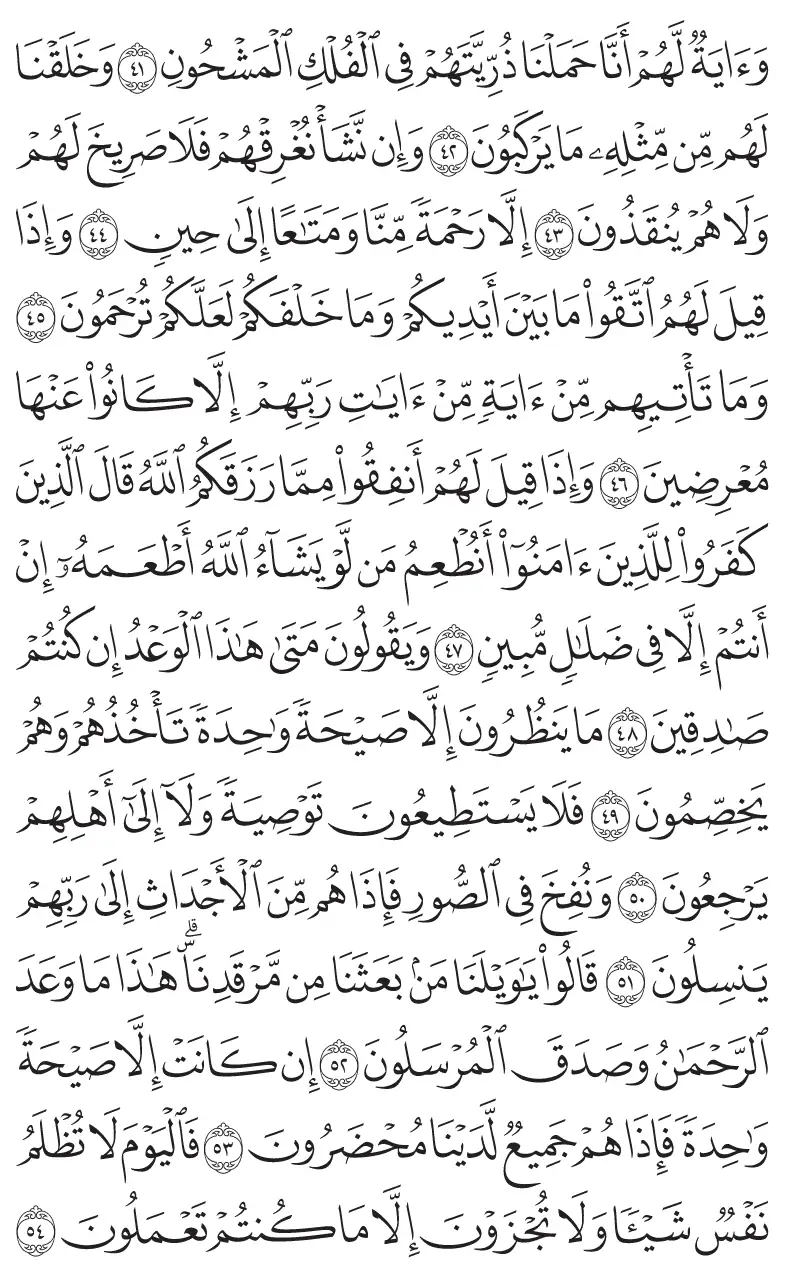 وَءَايَةٌ لَّهُمْ أَنَّا حَمَلْنَا ذُرِّيَّتَهُمْ فِي ٱلْفُلْكِ ٱلْمَشْحُونِ ٤١ وَخَلَقْنَا
لَهُم مِّن مِّثْلِهِۦ مَا يَرْكَبُونَ ٤٢ وَإِن نَّشَأْ نُغْرِقْهُمْ فَلَا صَرِيخَ لَهُمْ
وَلَا هُمْ يُنقَذُونَ ٤٣ إِلَّا رَحْمَةً مِّنَّا وَمَتَٰعًا إِلَىٰ حِينٍ ٤٤ وَإِذَا
قِيلَ لَهُمُ ٱتَّقُوا۟ مَا بَيْنَ أَيْدِيكُمْ وَمَا خَلْفَكُمْ لَعَلَّكُمْ تُرْحَمُونَ ٤٥
وَمَا تَأْتِيهِم مِّنْ ءَايَةٍ مِّنْ ءَايَٰتِ رَبِّهِمْ إِلَّا كَانُوا۟ عَنْهَا
مُعْرِضِينَ ٤٦ وَإِذَا قِيلَ لَهُمْ أَنفِقُوا۟ مِمَّا رَزَقَكُمُ ٱللَّهُ قَالَ ٱلَّذِينَ
كَفَرُوا۟ لِلَّذِينَ ءَامَنُوٓا۟ أَنُطْعِمُ مَن لَّوْ يَشَآءُ ٱللَّهُ أَطْعَمَهُۥٓ إِنْ
أَنتُمْ إِلَّا فِي ضَلَٰلٍ مُّبِينٍ ٤٧ وَيَقُولُونَ مَتَىٰ هَٰذَا ٱلْوَعْدُ إِن كُنتُمْ
صَٰدِقِينَ ٤٨ مَا يَنظُرُونَ إِلَّا صَيْحَةً وَٰحِدَةً تَأْخُذُهُمْ وَهُمْ
يَخِصِّمُونَ ٤٩ فَلَا يَسْتَطِيعُونَ تَوْصِيَةً وَلَآ إِلَىٰٓ أَهْلِهِمْ
يَرْجِعُونَ ٥٠ وَنُفِخَ فِي ٱلصُّورِ فَإِذَا هُم مِّنَ ٱلْأَجْدَاثِ إِلَىٰ رَبِّهِمْ
يَنسِلُونَ ٥١ قَالُوا۟ يَٰوَيْلَنَا مَنۢ بَعَثَنَا مِن مَّرْقَدِنَا ۜ ۗ هَٰذَا مَا وَعَدَ
ٱلرَّحْمَٰنُ وَصَدَقَ ٱلْمُرْسَلُونَ ٥٢ إِن كَانَتْ إِلَّا صَيْحَةً
وَٰحِدَةً فَإِذَا هُمْ جَمِيعٌ لَّدَيْنَا مُحْضَرُونَ ٥٣ فَٱلْيَوْمَ لَا تُظْلَمُ
نَفْسٌ شَيْـًٔا وَلَا تُجْزَوْنَ إِلَّا مَا كُنتُمْ تَعْمَلُونَ ٥٤